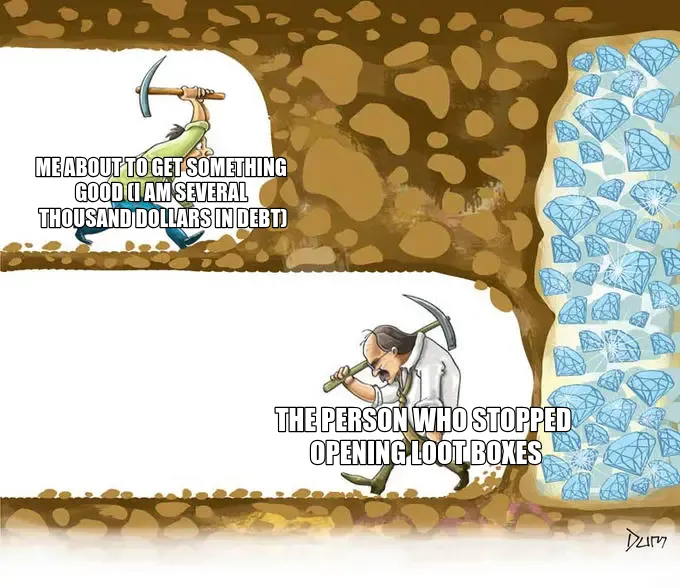 ME ABOUT TO GET SOMETHING
GOOD (I AM SEVERAL
THOUSAND DOLLARS IN DEBT)
THE PERSON WHO STOPPED
OPENING LOOT BOXES
Dum